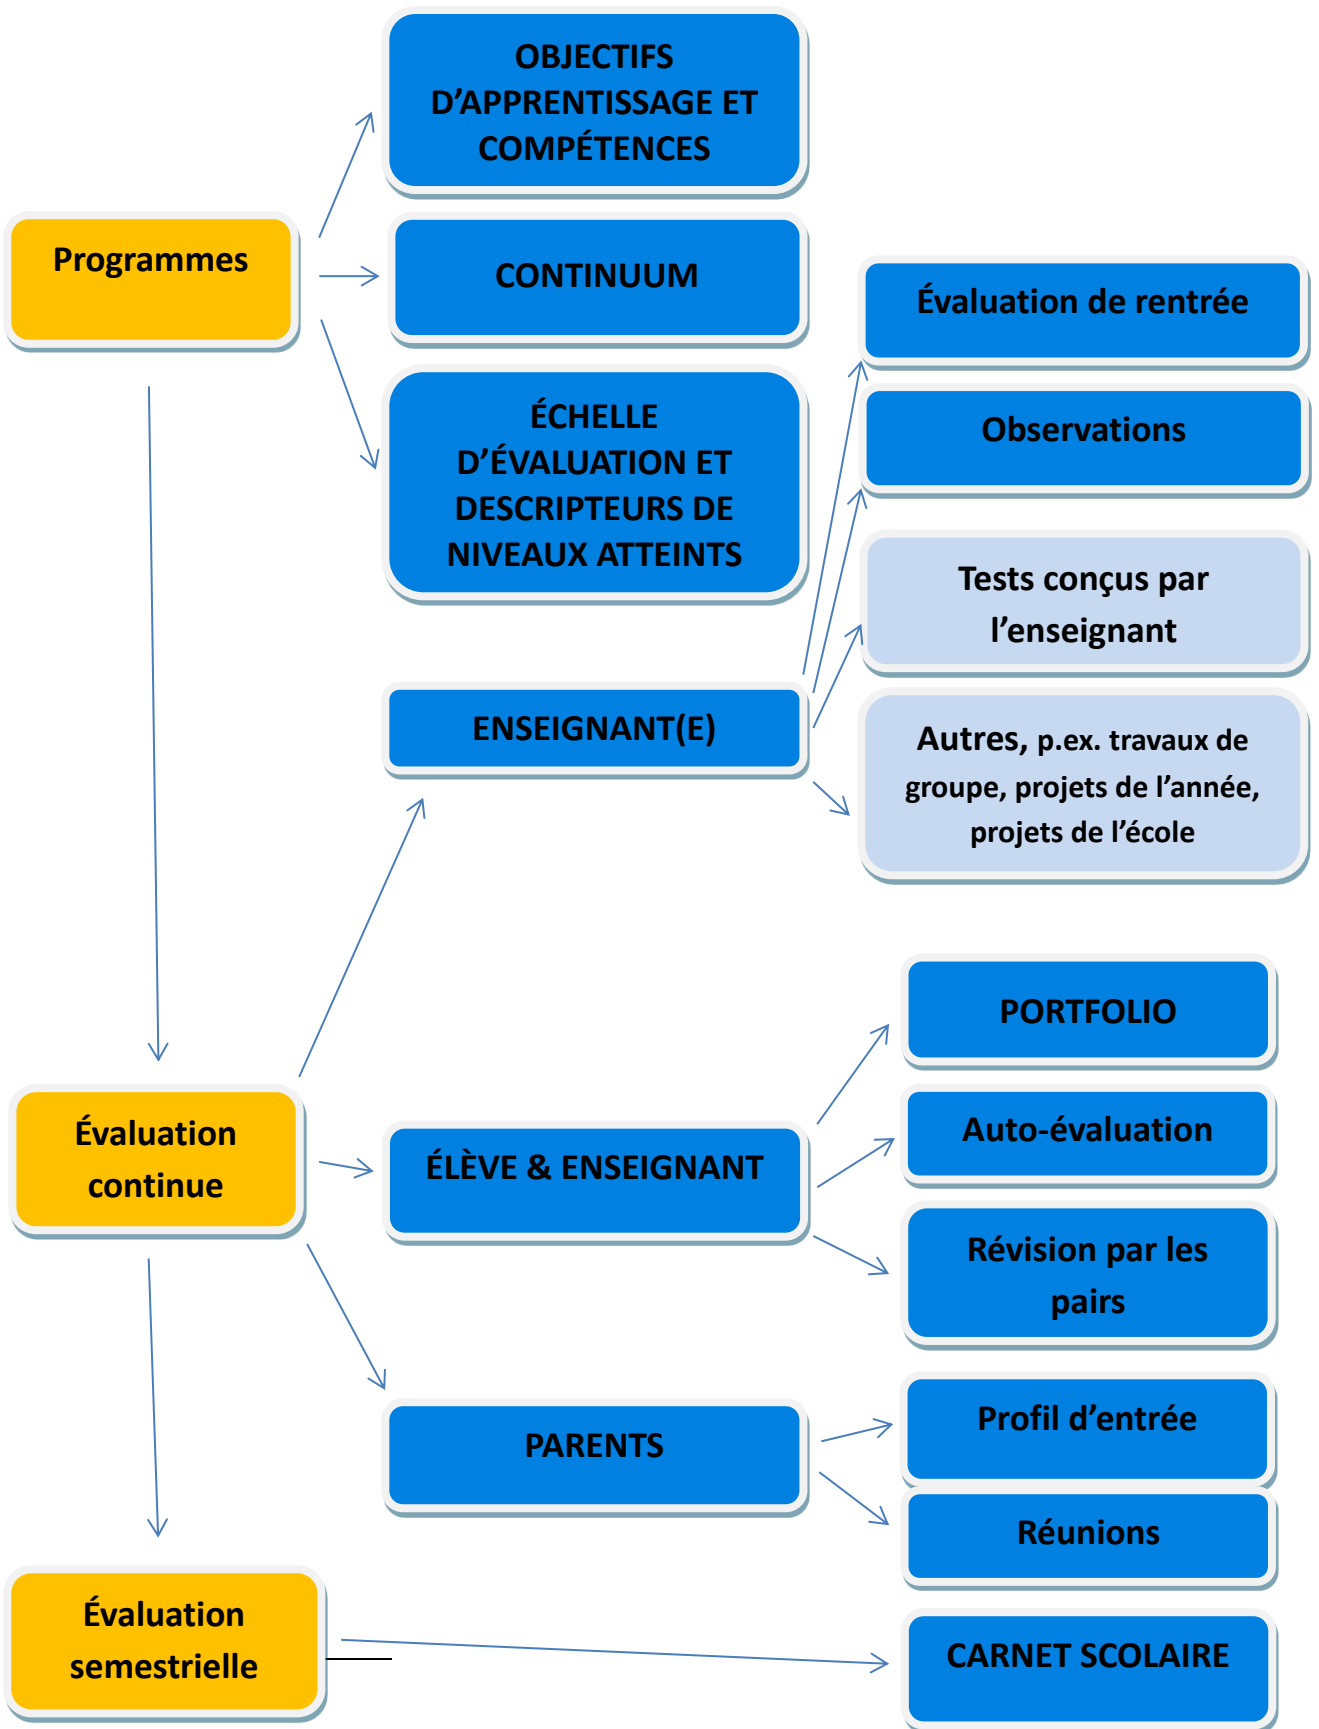 OBJECTIFS
D’APPRENTISSAGE ET
COMPÉTENCES
Programmes
CONTINUUM
ÉCHELLE
D’ÉVALUATION ET
DESCRIPTEURS DE
NIVEAUX ATTEINTS
Évaluation de rentrée
Observations
Tests conçus par
l’enseignant
ENSEIGNANT(E)
Autres, p.ex. travaux de
groupe, projets de l’année,
projets de l’école
Évaluation
continue
ÉLÈVE & ENSEIGNANT
PORTFOLIO
Auto-évaluation
Révision par les
pairs
PARENTS
Profil d’entrée
Réunions
Évaluation
semestrielle
CARNET SCOLAIRE